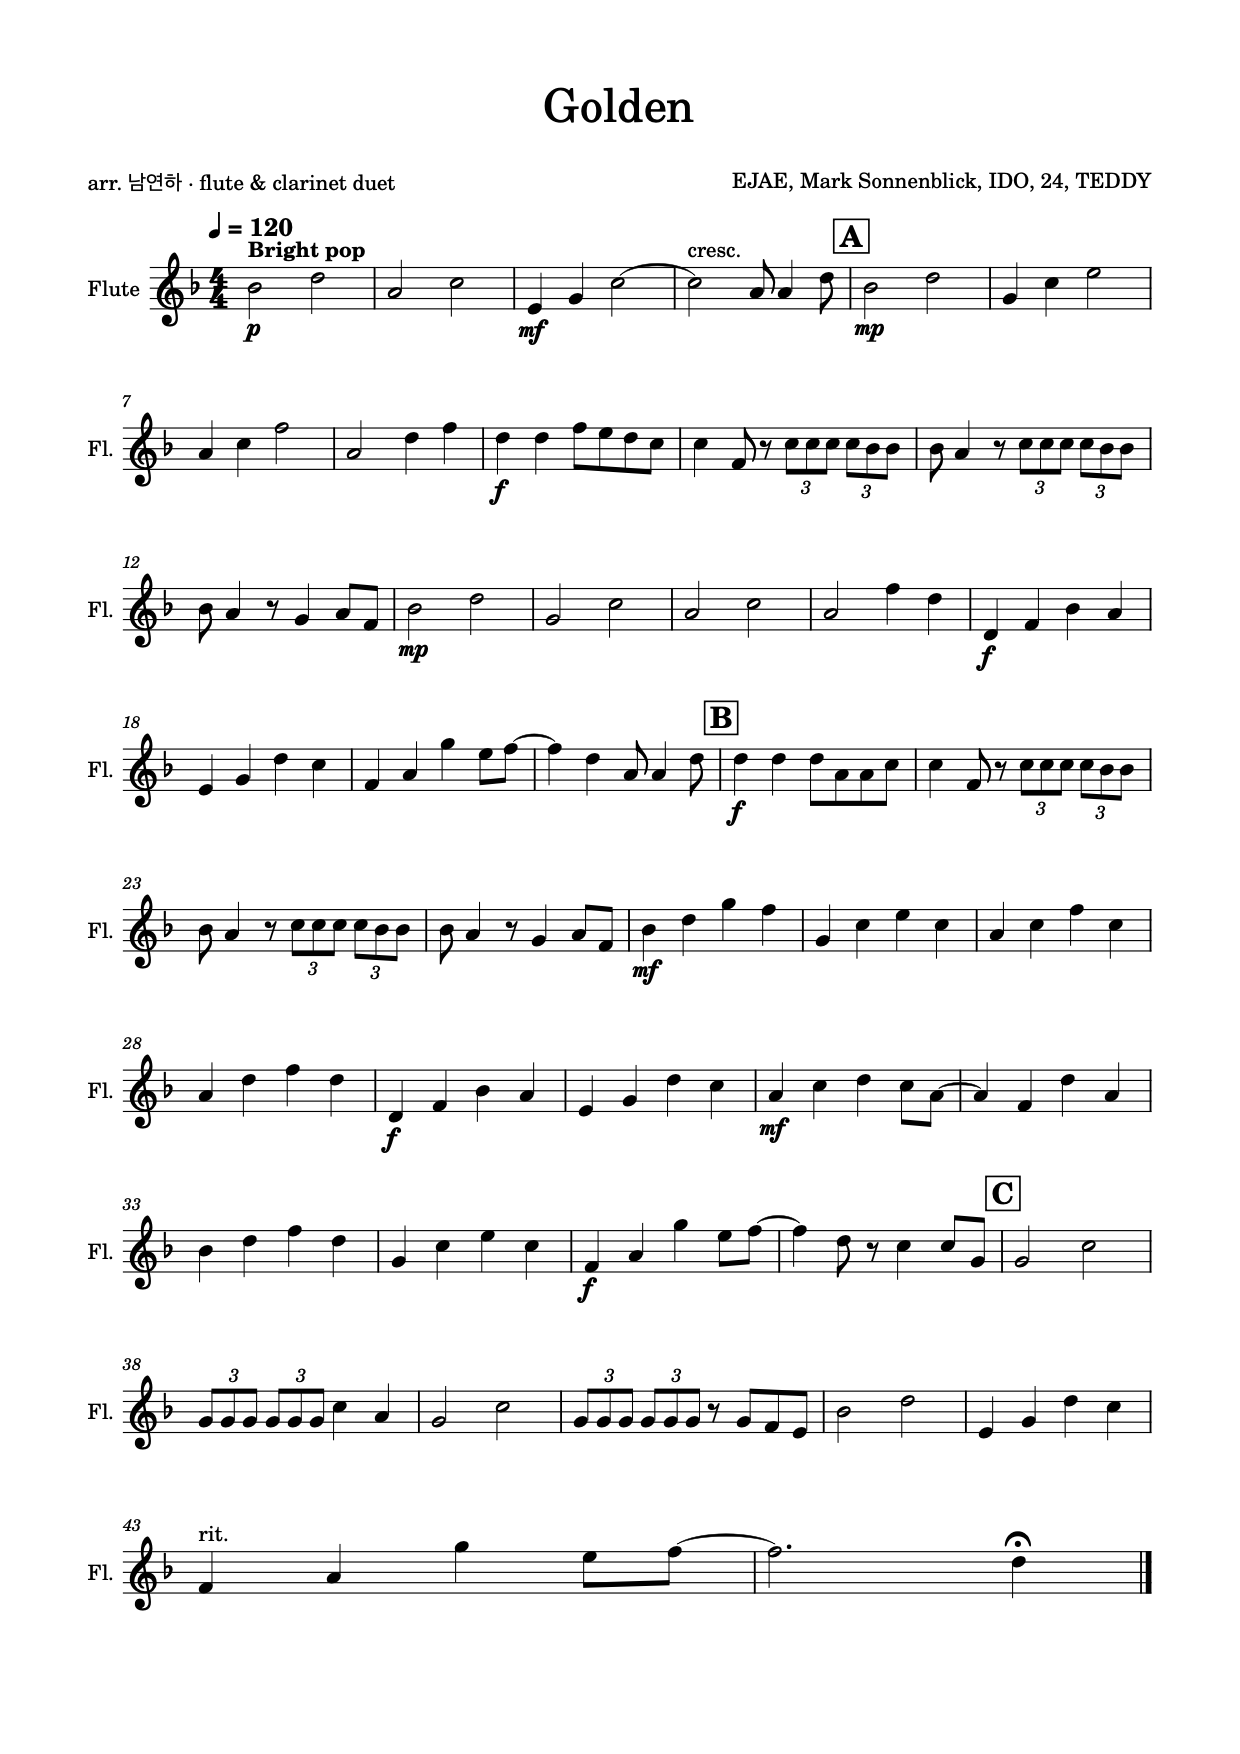 Golden
arr. 남연하 · flute & clarinet duet
EJAE, Mark Sonnenblick, IDO, 24, TEDDY
♩ = 120
Bright pop
cresc.
A
Flute
4
4
p
mf
mp
7
Fl.
f
3 3 3 3
12
Fl.
mp
f
18
B
Fl.
f
3 3
23
Fl.
3 3
mf
28
Fl.
f
mf
33
C
Fl.
f
38
3 3 3 3
Fl.
43
rit.
Fl.